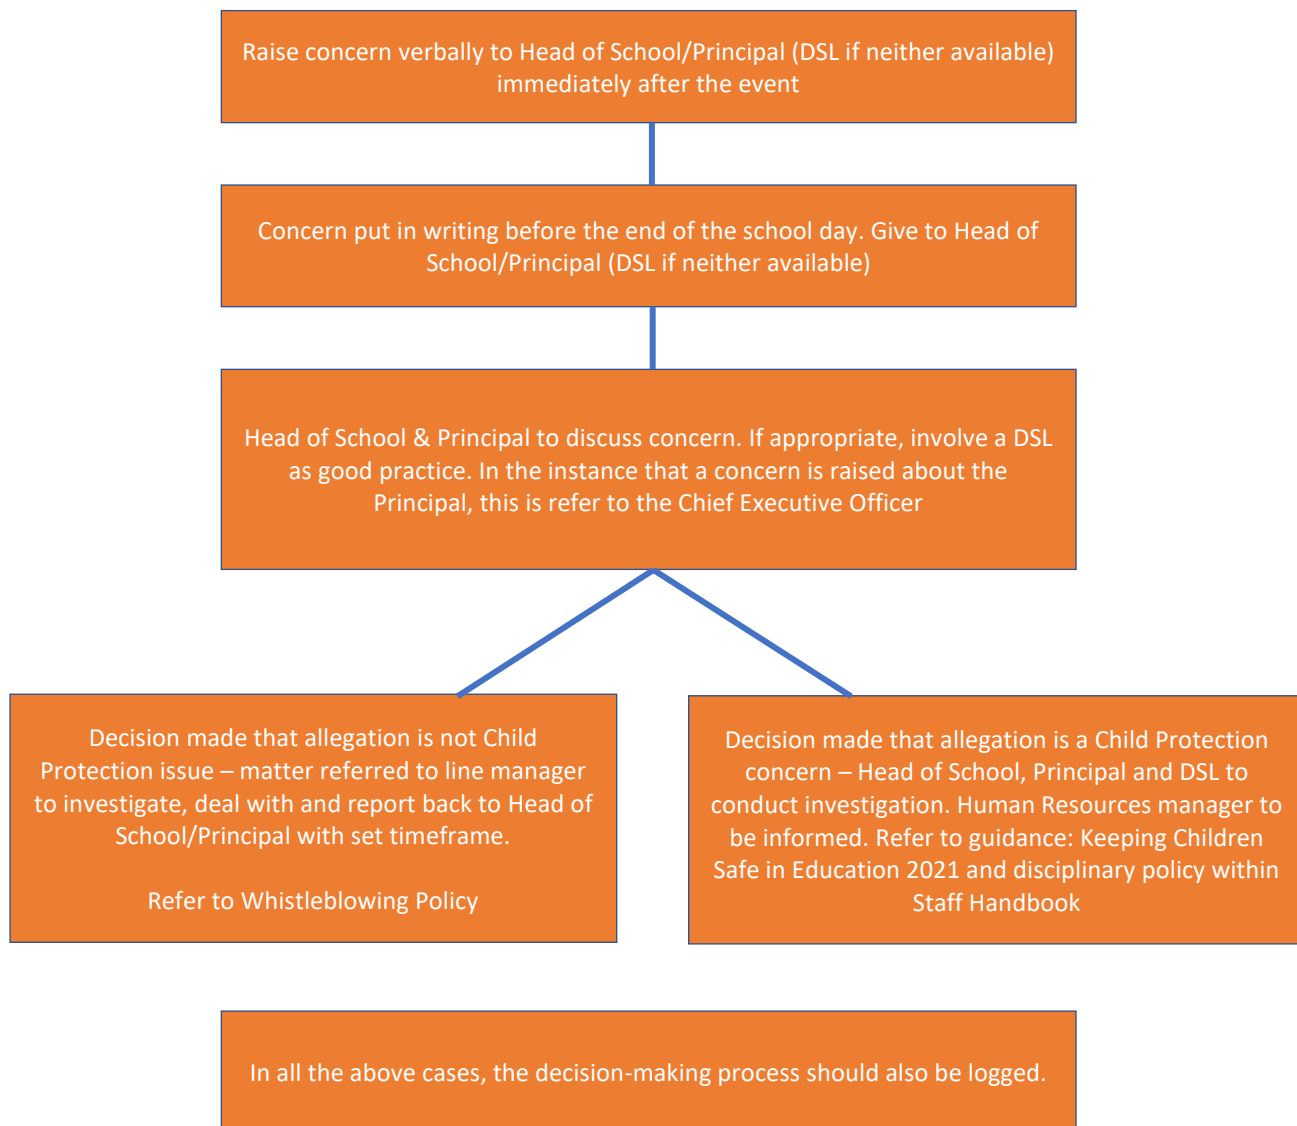 Raise concern verbally to Head of School/Principal (DSL if neither available)
immediately after the event
Concern put in writing before the end of the school day. Give to Head of
School/Principal (DSL if neither available)
Head of School & Principal to discuss concern. If appropriate, involve a DSL
as good practice. In the instance that a concern is raised about the
Principal, this is refer to the Chief Executive Officer
Decision made that allegation is not Child
Protection issue – matter referred to line manager
to investigate, deal with and report back to Head of
School/Principal with set timeframe.
Refer to Whistleblowing Policy
Decision made that allegation is a Child Protection
concern – Head of School, Principal and DSL to
conduct investigation. Human Resources manager to
be informed. Refer to guidance: Keeping Children
Safe in Education 2021 and disciplinary policy within
Staff Handbook
In all the above cases, the decision-making process should also be logged.